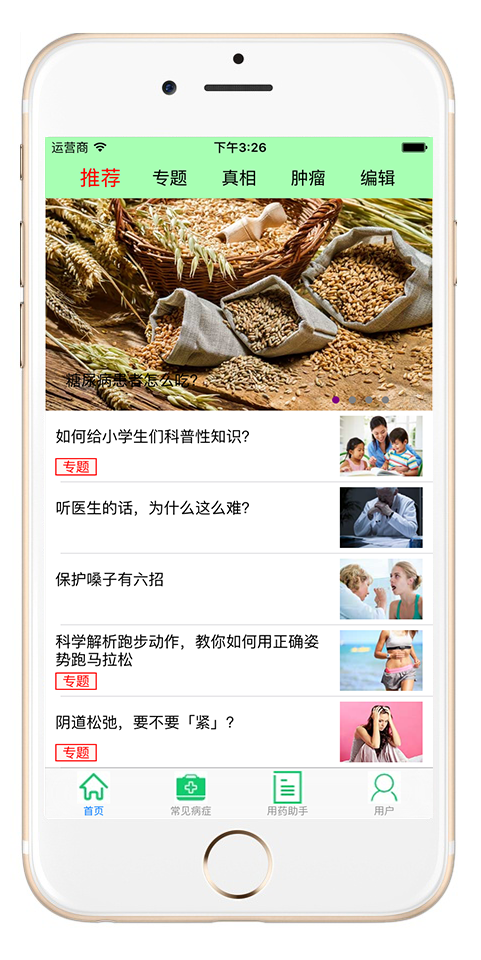 运营商 下午3:26
推荐 专题 真相 肿瘤 编辑
糖尿病患者怎么吃？
如何给小学生们科普性知识？
专题
听医生的话，为什么这么难？
保护嗓子有六招
科学解析跑步动作，教你如何用正确姿
势跑马拉松
专题
阴道松弛，要不要「紧」？
专题
首页 常见病症 用药助手 用户